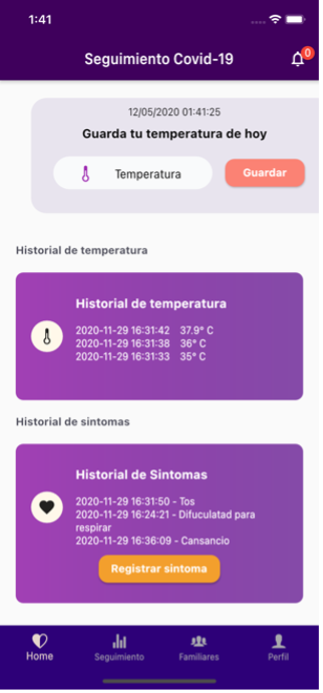 1:41
Seguimiento Covid-19
0
12/05/2020 01:41:25
Guarda tu temperatura de hoy
Temperatura
Guardar
Historial de temperatura
Historial de temperatura
2020-11-29 16:31:42 37.9° C
2020-11-29 16:31:38 36° C
2020-11-29 16:31:33 35° C
Historial de sintomas
Historial de Sintomas
2020-11-29 16:31:50 - Tos
2020-11-29 16:24:21 - Difuculatad para
respirar
2020-11-29 16:36:09 - Cansancio
Registrar sintoma
Home
Seguimiento
Familiares
Perfil